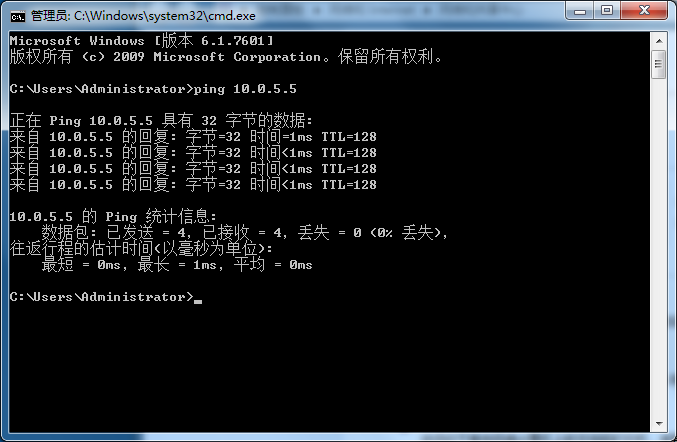 管理员: C:\Windows\system32\cmd.exe
Microsoft Windows [版本 6.1.7601]
版权所有 (c) 2009 Microsoft Corporation。保留所有权利。
C:\Users\Administrator>ping 10.0.5.5
正在 Ping 10.0.5.5 具有 32 字节的数据:
来自 10.0.5.5 的回复: 字节=32 时间=1ms TTL=128
来自 10.0.5.5 的回复: 字节=32 时间<1ms TTL=128
来自 10.0.5.5 的回复: 字节=32 时间<1ms TTL=128
来自 10.0.5.5 的回复: 字节=32 时间<1ms TTL=128
10.0.5.5 的 Ping 统计信息:
数据包: 已发送 = 4, 已接收 = 4, 丢失 = 0 (0% 丢失),
往返行程的估计时间(以毫秒为单位):
最短 = 0ms, 最长 = 1ms, 平均 = 0ms
C:\Users\Administrator>